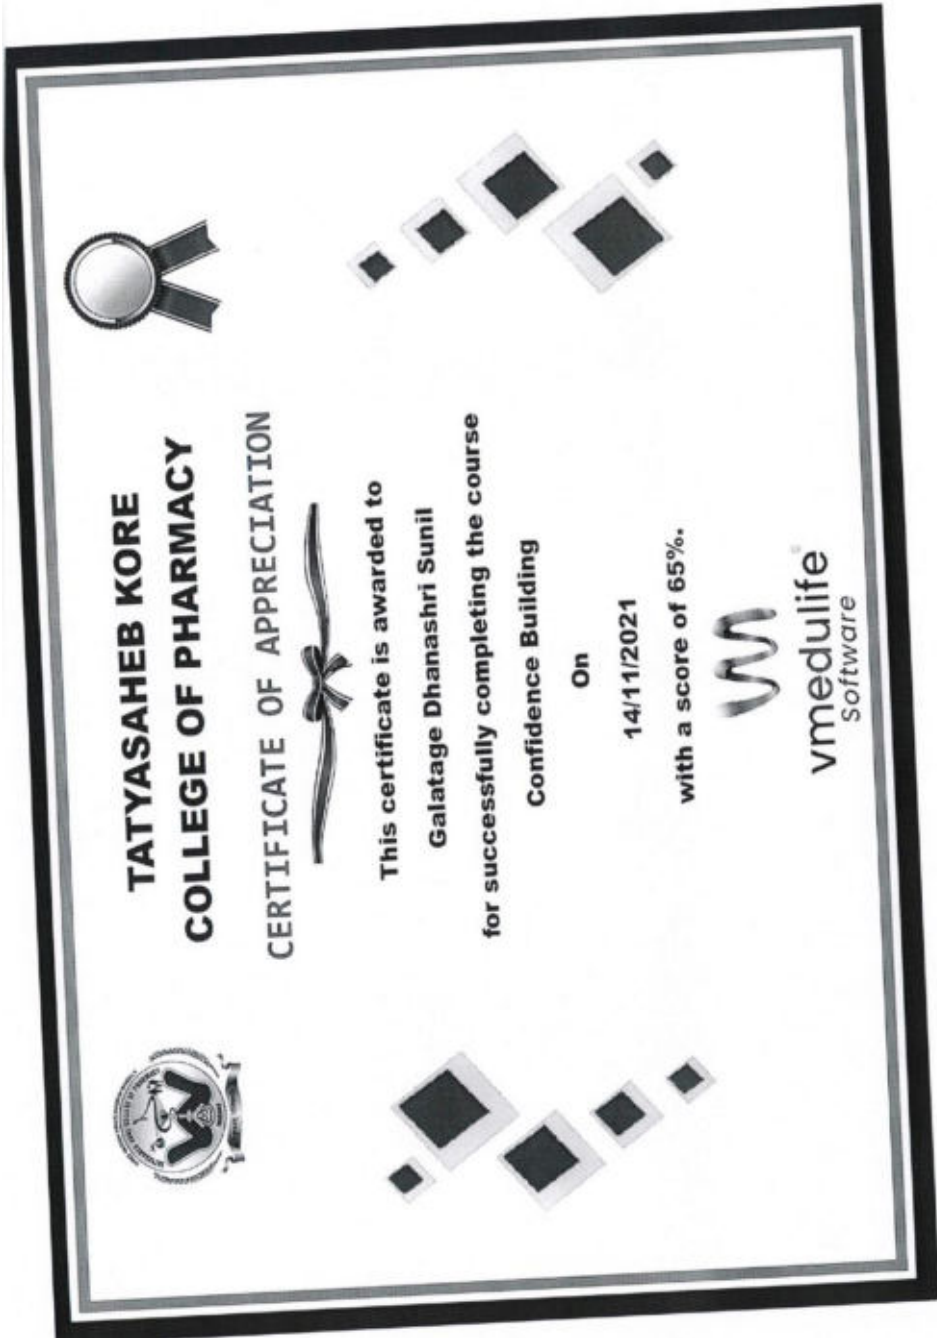 TATYASAHEB KORE
COLLEGE OF PHARMACY
CERTIFICATE OF APPRECIATION
This certificate is awarded to
Galatage Dhanashri Sunil
for successfully completing the course
Confidence Building
On
14/11/2021
with a score of 65%.
vmedulife
Software